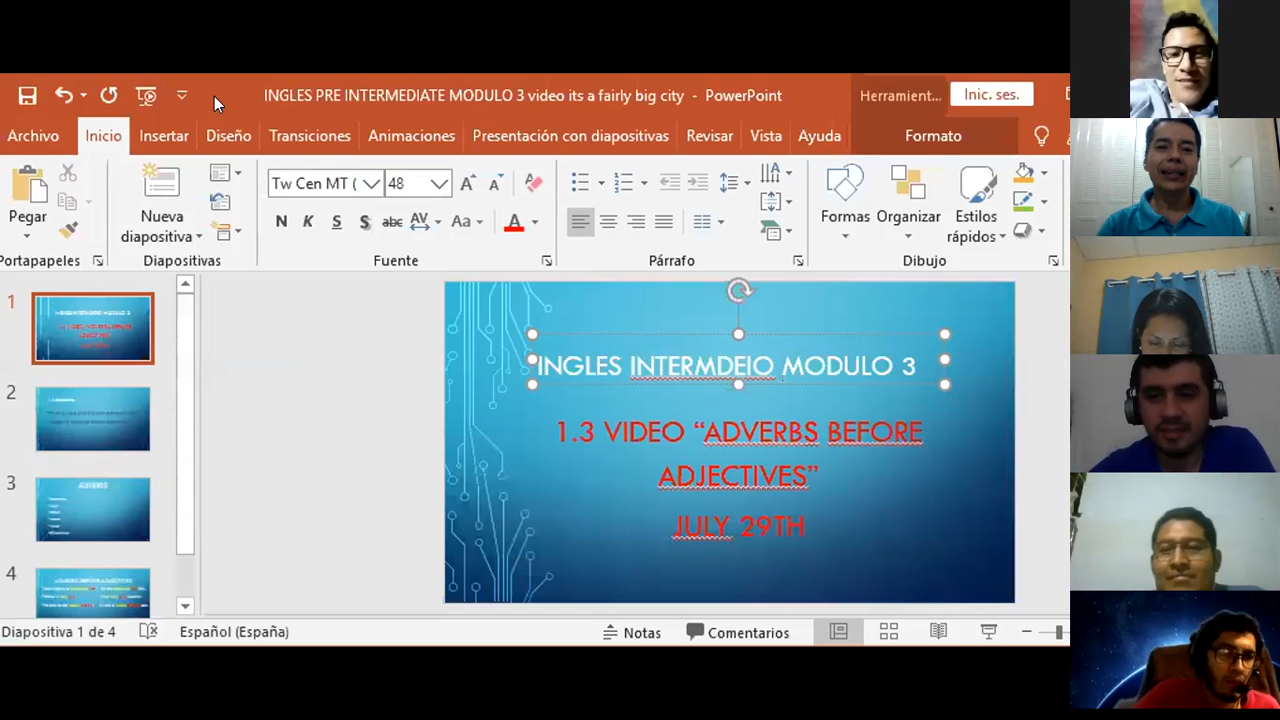 INGLES PRE INTERMEDIATE MODULO 3 video its a fairly big city - PowerPoint
Herramient...
Inic. ses.
Archivo Inicio Insertar Diseño Transiciones Animaciones Presentación con diapositivas Revisar Vista Ayuda Formato
Tw Cen MT ( 48
Pegar
Nueva diapositiva
N K S S abc AV Aa A
Formas Organizar Estilos rápidos
Portapapeles Diapositivas Fuente Párrafo Dibujo
1
2
3
4
INGLES INTERMDEIO MODULO 3
1.3 VIDEO “ADVERBS BEFORE
ADJECTIVES”
JULY 29TH
Diapositiva 1 de 4 Español (España) Notas Comentarios